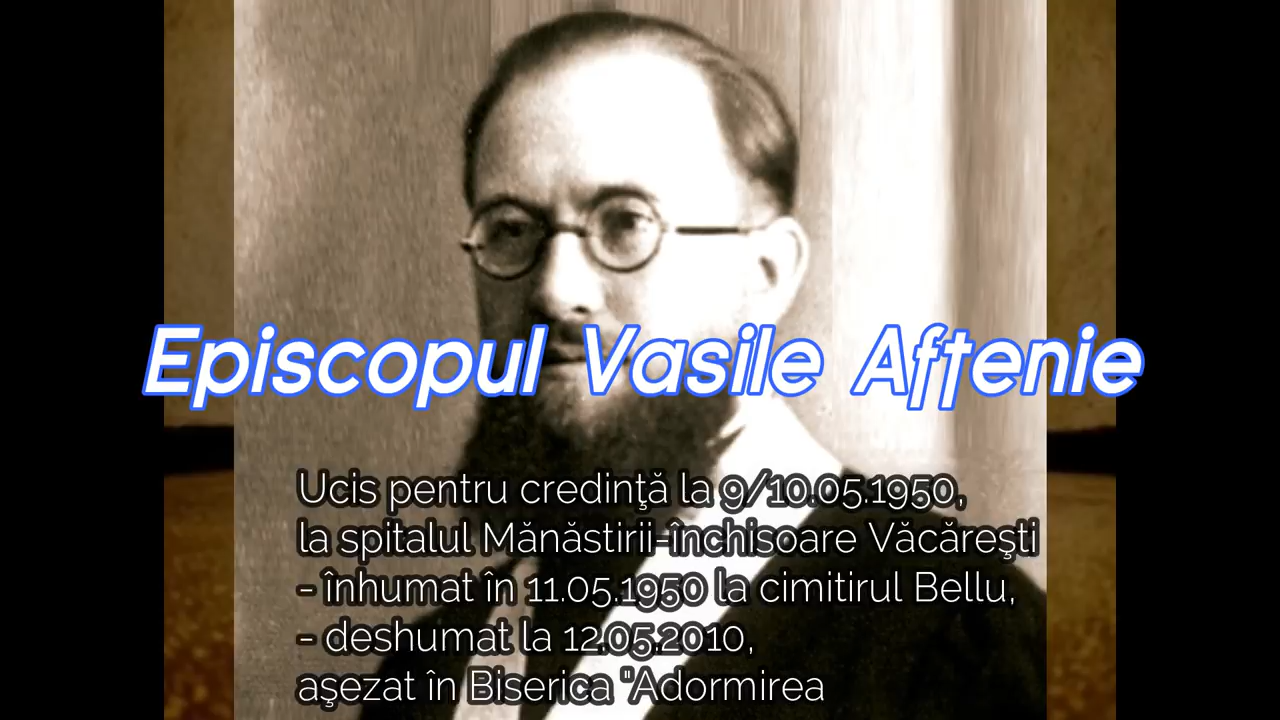 Episcopul Vasile Aftenie
Ucis pentru credinţă la 9/10.05.1950,
la spitalul Mănăstirii-închisoare Văcăreşti
- înhumat în 11.05.1950 la cimitirul Bellu,
- deshumat la 12.05.2010,
aşezat în Biserica "Adormirea